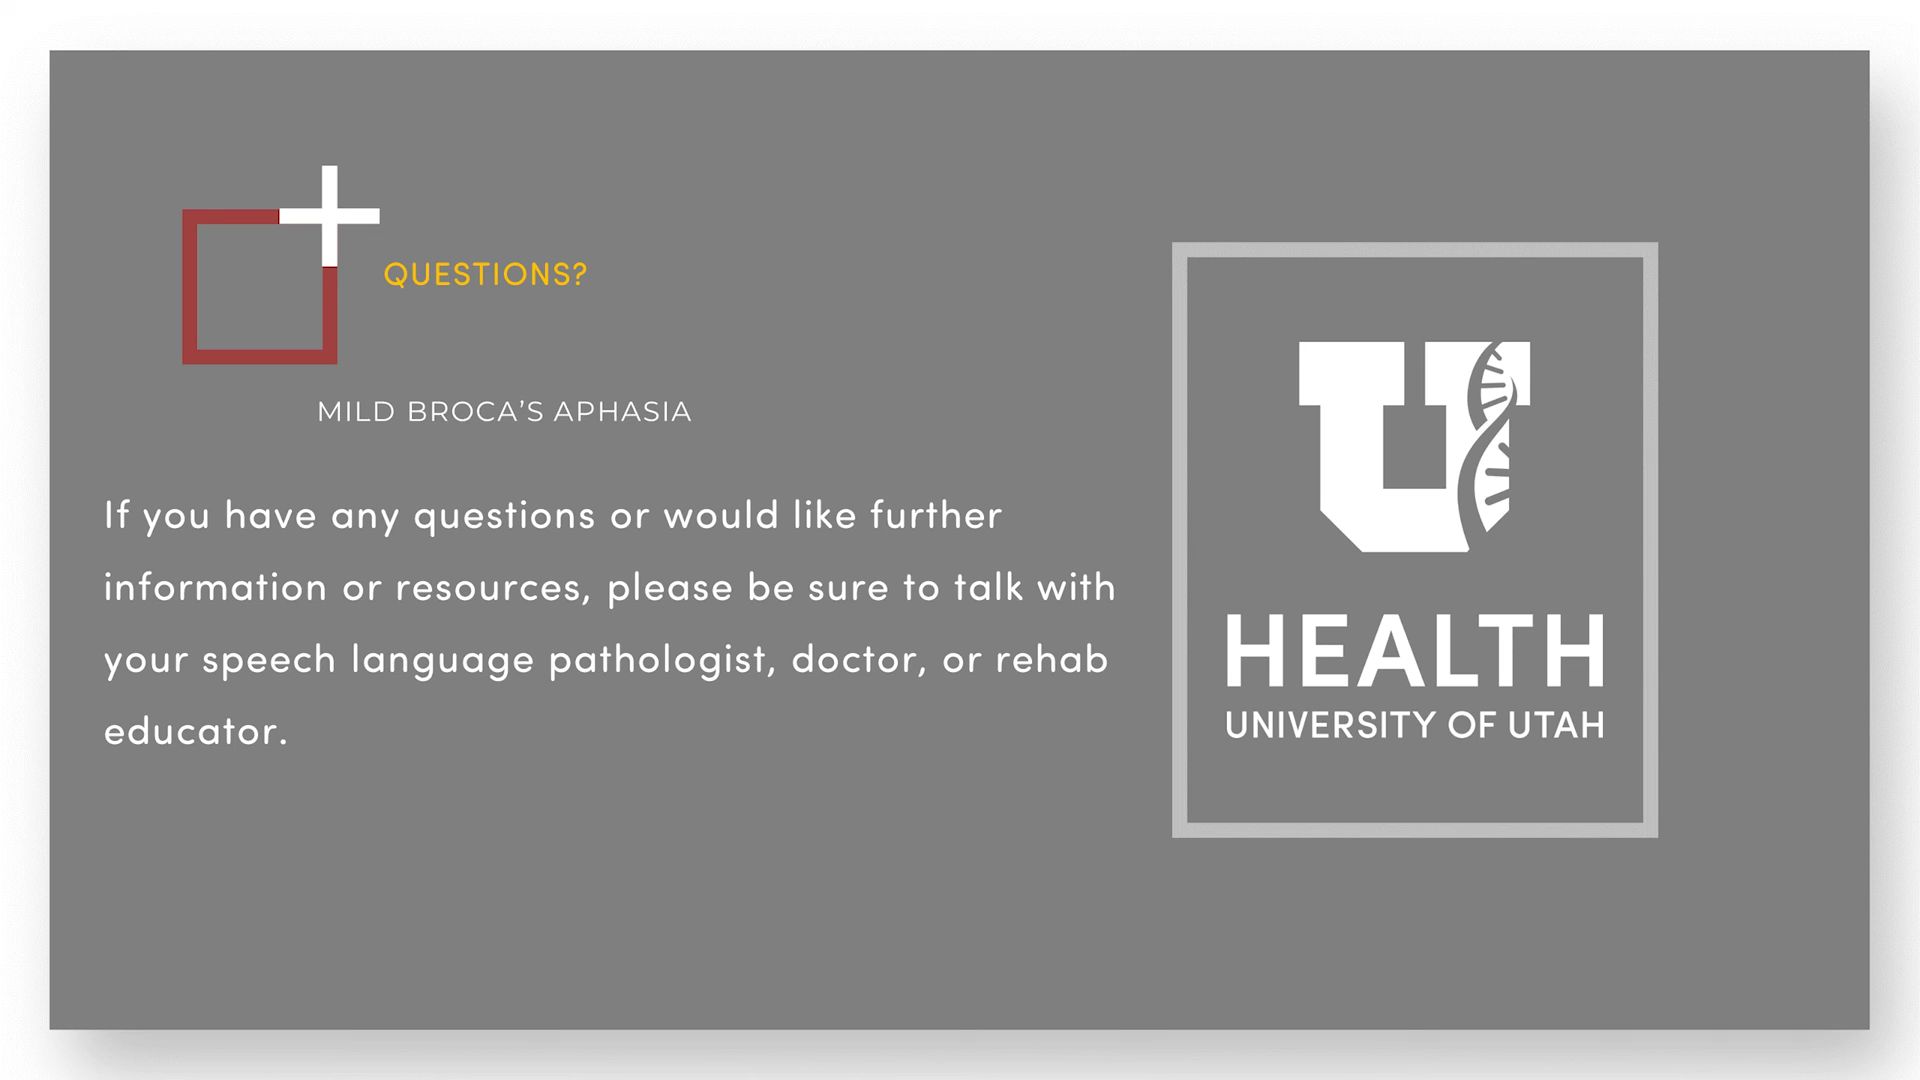 QUESTIONS?
MILD BROCA’S APHASIA
If you have any questions or would like further
information or resources, please be sure to talk with
your speech language pathologist, doctor, or rehab
educator.
U
HEALTH
UNIVERSITY OF UTAH